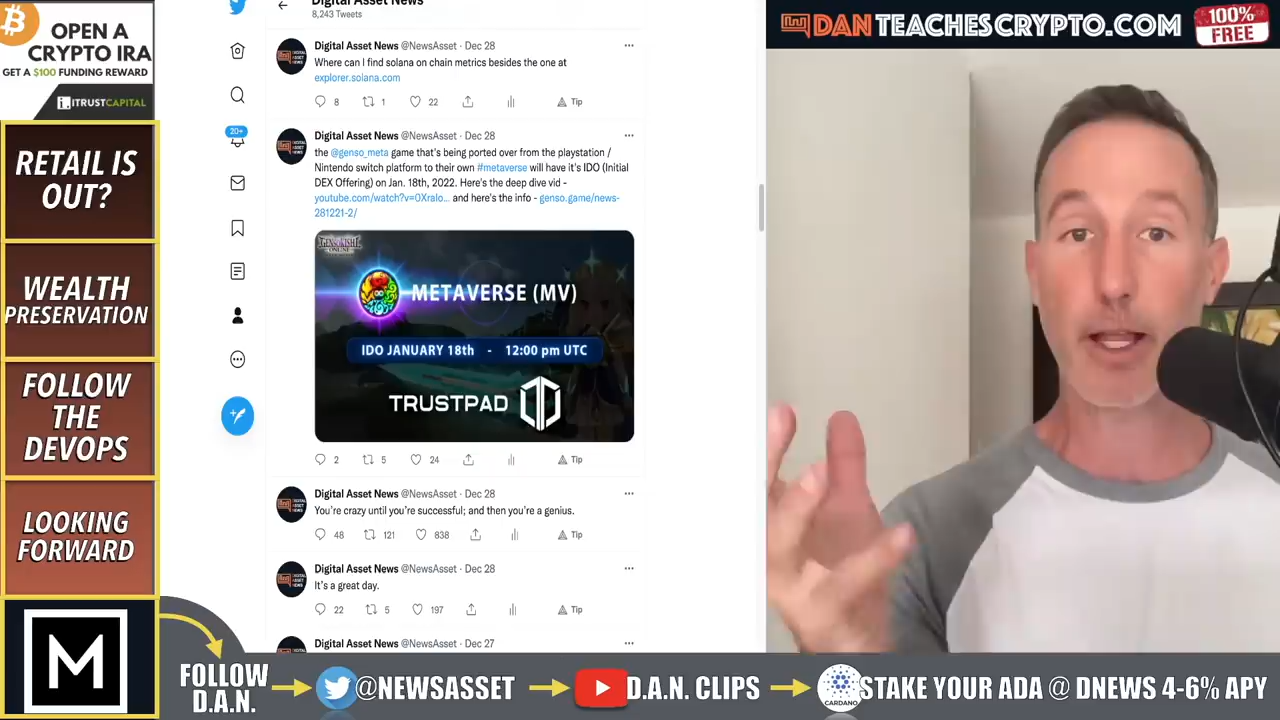 OPEN A
CRYPTO IRA
GET A $100 FUNDING REWARD
ITRUSTCAPITAL
RETAIL IS
OUT?
WEALTH
PRESERVATION
FOLLOW
THE
DEVOPS
LOOKING
FORWARD
M
20+
Digital Asset News
8,243 Tweets
Digital Asset News @NewsAsset · Dec 28
Where can I find solana on chain metrics besides the one at
explorer.solana.com
8 1 22 Tip
Digital Asset News @NewsAsset · Dec 28
the @genso_meta game that's being ported over from the playstation /
Nintendo switch platform to their own #metaverse will have it's IDO (Initial
DEX Offering) on Jan. 18th, 2022. Here's the deep dive vid -
youtube.com/watch?v=0Xralo... and here's the info - genso.game/news-
281221-2/
METAVERSE (MV)
IDO JANUARY 18th - 12:00 pm UTC
TRUSTPAD
2 5 24 Tip
Digital Asset News @NewsAsset · Dec 28
You're crazy until you're successful; and then you're a genius.
48 121 838 Tip
Digital Asset News @NewsAsset · Dec 28
It's a great day.
22 5 197 Tip
Digital Asset News @NewsAsset · Dec 27
DANTEACHESCRYPTO.COM
100%
FREE
FOLLOW
D.A.N.
@NEWSASSET
D.A.N. CLIPS
CARDANO
STAKE YOUR ADA @ DNEWS 4-6% APY